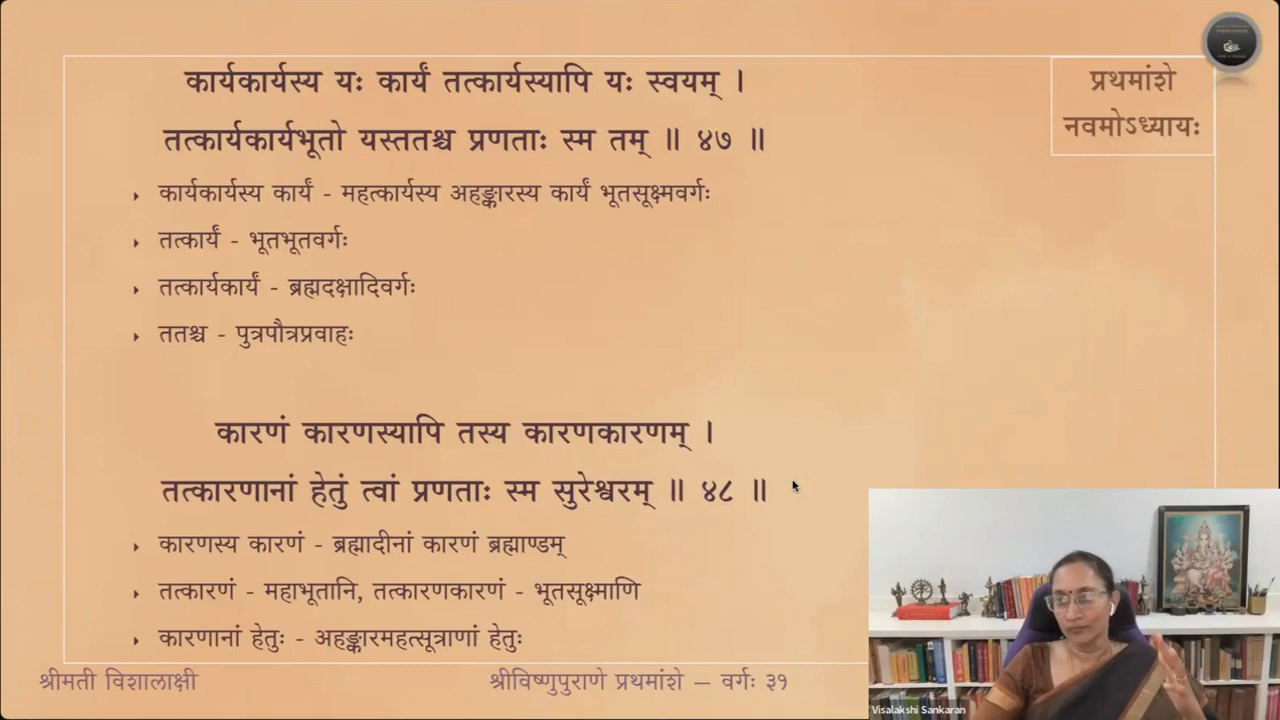 कार्यकार्यस्य यः कार्यं तत्कार्यस्यापि यः स्वयम् ।
तत्कार्यकार्यभूतो यस्ततश्च प्रणताः स्म तम् ॥ ४७ ॥
प्रथमांशे
नवमोऽध्यायः
कार्यकार्यस्य कार्यं - महत्कार्यस्य अहङ्कारस्य कार्यं भूतसूक्ष्मवर्गः
तत्कार्यं - भूतभूतवर्गः
तत्कार्यकार्यं - ब्रह्मदक्षादिवर्गः
ततश्च - पुत्रपौत्रप्रवाहः
कारणं कारणस्यापि तस्य कारणकारणम् ।
तत्कारणानां हेतुं त्वां प्रणताः स्म सुरेश्वरम् ॥ ४८ ॥
कारणस्य कारणं - ब्रह्मादीनां कारणं ब्रह्माण्डम्
तत्कारणं - महाभूतानि, तत्कारणकारणं - भूतसूक्ष्माणि
कारणानां हेतुः - अहङ्कारमहत्सूत्राणां हेतुः
श्रीमती विशालाक्षी
श्रीविष्णुपुराणे प्रथमांशे – वर्गः ३१
Visalakshi Sankaran